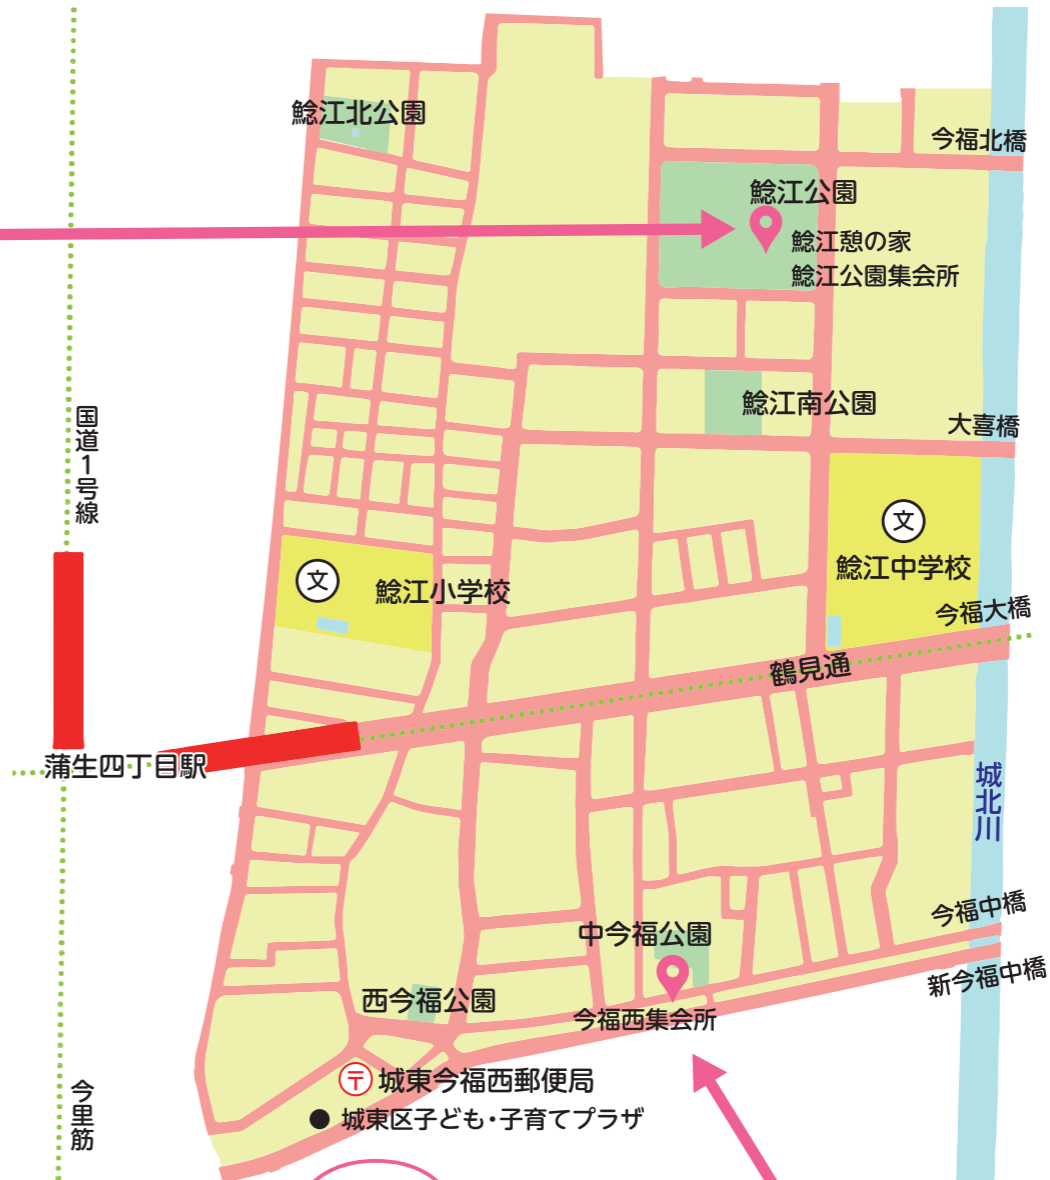 鯰江北公園
今福北橋
鯰江公園
鯰江憩の家
鯰江公園集会所
国道1号線
鯰江南公園
大喜橋
文
鯰江中学校
文
鯰江小学校
今福大橋
鶴見通
蒲生四丁目駅
城北川
今福中橋
中今福公園
新今福中橋
西今福公園
今福西集会所
〒 城東今福西郵便局
● 城東区子ども・子育てプラザ
今里筋